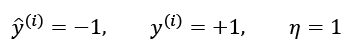 ŷ⁽ⁱ⁾ = −1, y⁽ⁱ⁾ = +1, η = 1